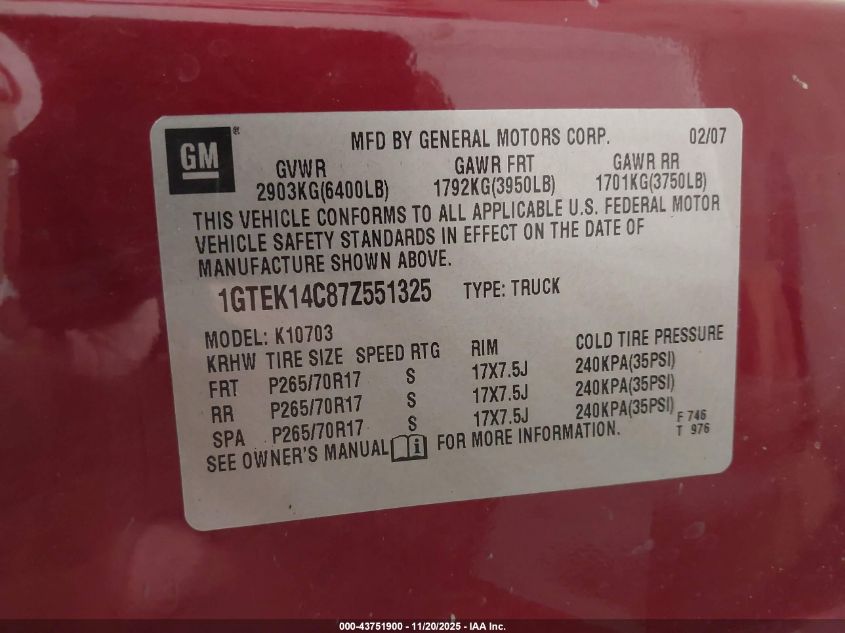 GM® MFD BY GENERAL MOTORS CORP. 02/07
GVWR GAWR FRT GAWR RR
2903KG(6400LB) 1792KG(3950LB) 1701KG(3750LB)
THIS VEHICLE CONFORMS TO ALL APPLICABLE U.S. FEDERAL MOTOR
VEHICLE SAFETY STANDARDS IN EFFECT ON THE DATE OF
MANUFACTURE SHOWN ABOVE.
1GTEK14C87Z551325 TYPE: TRUCK
MODEL: K10703
KRHW TIRE SIZE SPEED RTG RIM COLD TIRE PRESSURE
FRT P265/70R17 S 17X7.5J 240KPA(35PSI)
RR P265/70R17 S 17X7.5J 240KPA(35PSI)
SPA P265/70R17 S 17X7.5J 240KPA(35PSI) F 746
T 976
SEE OWNER'S MANUAL i FOR MORE INFORMATION.
000-43751900 - 11/20/2025 - IAA Inc.